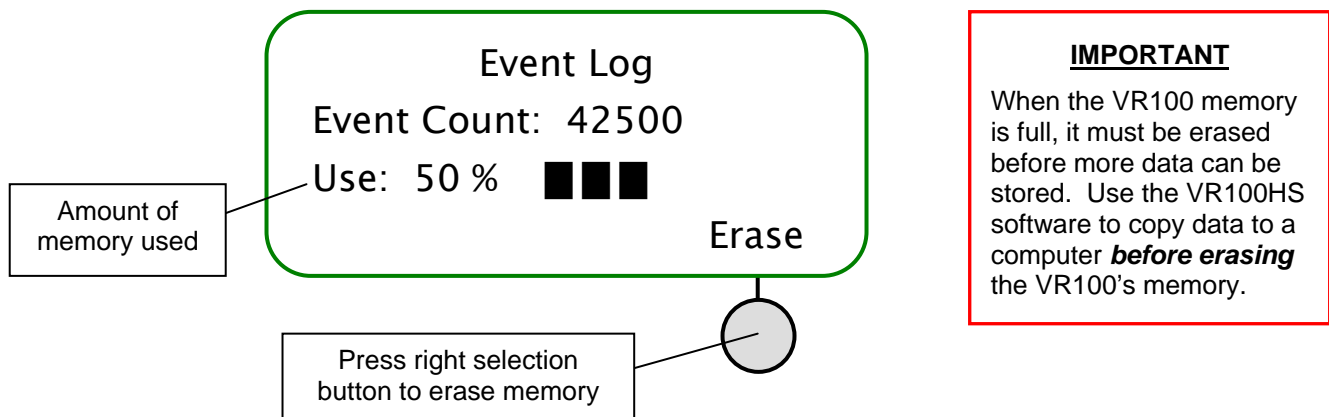 Event Log
Event Count: 42500
Use: 50 %
Erase
Amount of
memory used
Press right selection
button to erase memory
IMPORTANT
When the VR100 memory
is full, it must be erased
before more data can be
stored. Use the VR100HS
software to copy data to a
computer before erasing
the VR100’s memory.